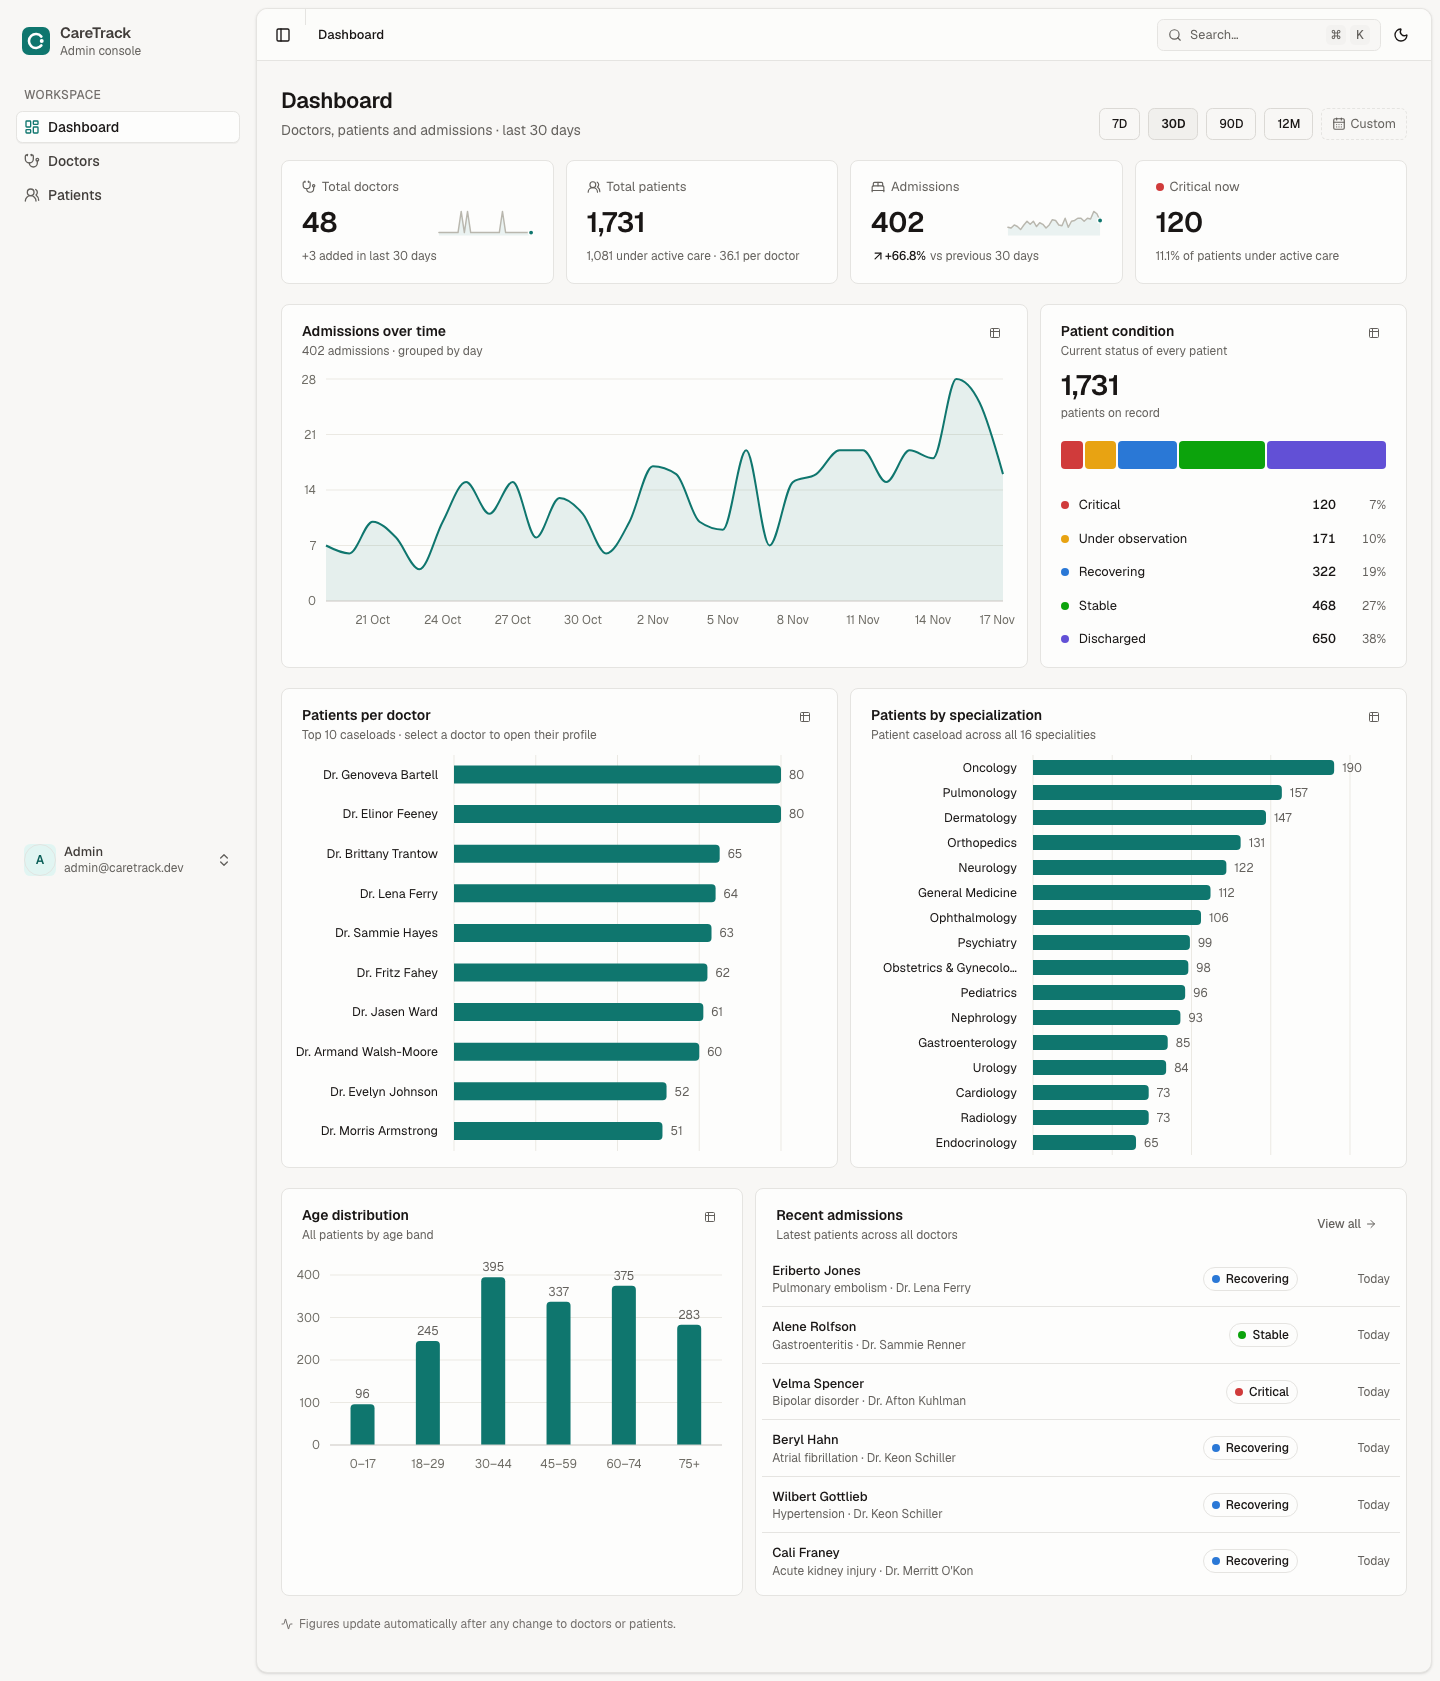 CareTrack
Admin console
WORKSPACE
Dashboard
Doctors
Patients
A
Admin
admin@caretrack.dev
Dashboard
Search...
⌘ K
Dashboard
Doctors, patients and admissions · last 30 days
7D
30D
90D
12M
Custom
Total doctors
48
+3 added in last 30 days
Total patients
1,731
1,081 under active care · 36.1 per doctor
Admissions
402
+66.8% vs previous 30 days
Critical now
120
11.1% of patients under active care
Admissions over time
402 admissions · grouped by day
28
21
14
7
0
21 Oct 24 Oct 27 Oct 30 Oct 2 Nov 5 Nov 8 Nov 11 Nov 14 Nov 17 Nov
Patient condition
Current status of every patient
1,731
patients on record
Critical 120 7%
Under observation 171 10%
Recovering 322 19%
Stable 468 27%
Discharged 650 38%
Patients per doctor
Top 10 caseloads · select a doctor to open their profile
Dr. Genoveva Bartell 80
Dr. Elinor Feeney 80
Dr. Brittany Trantow 65
Dr. Lena Ferry 64
Dr. Sammie Hayes 63
Dr. Fritz Fahey 62
Dr. Jasen Ward 61
Dr. Armand Walsh-Moore 60
Dr. Evelyn Johnson 52
Dr. Morris Armstrong 51
Patients by specialization
Patient caseload across all 16 specialities
Oncology 190
Pulmonology 157
Dermatology 147
Orthopedics 131
Neurology 122
General Medicine 112
Ophthalmology 106
Psychiatry 99
Obstetrics & Gynecolo... 98
Pediatrics 96
Nephrology 93
Gastroenterology 85
Urology 84
Cardiology 73
Radiology 73
Endocrinology 65
Age distribution
All patients by age band
400
300
200
100
0
96
245
395
337
375
283
0–17 18–29 30–44 45–59 60–74 75+
Recent admissions
Latest patients across all doctors
View all
Eriberto Jones
Pulmonary embolism · Dr. Lena Ferry
Recovering
Today
Alene Rolfson
Gastroenteritis · Dr. Sammie Renner
Stable
Today
Velma Spencer
Bipolar disorder · Dr. Afton Kuhlman
Critical
Today
Beryl Hahn
Atrial fibrillation · Dr. Keon Schiller
Recovering
Today
Wilbert Gottlieb
Hypertension · Dr. Keon Schiller
Recovering
Today
Cali Franey
Acute kidney injury · Dr. Merritt O'Kon
Recovering
Today
Figures update automatically after any change to doctors or patients.